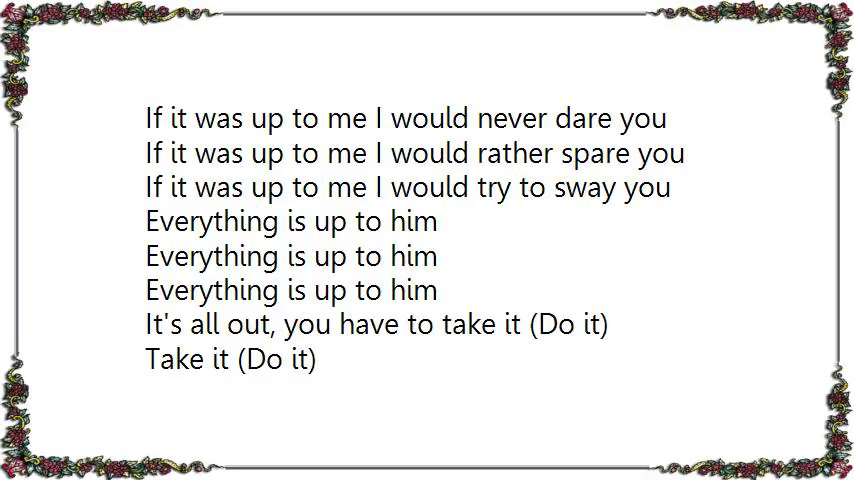 If it was up to me I would never dare you
If it was up to me I would rather spare you
If it was up to me I would try to sway you
Everything is up to him
Everything is up to him
Everything is up to him
It's all out, you have to take it (Do it)
Take it (Do it)